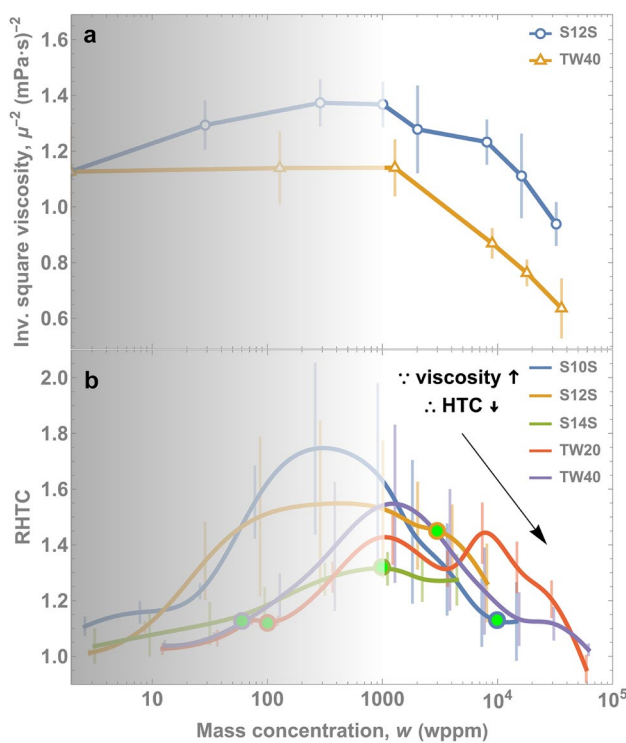 a
S12S
TW40
Inv. square viscosity, μ⁻² (mPa·s)⁻²
1.6
1.4
1.2
1.0
0.8
0.6
b
∵ viscosity ↑
∴ HTC ↓
S10S
S12S
S14S
TW20
TW40
RHTC
2.0
1.8
1.6
1.4
1.2
1.0
10 100 1000 10⁴ 10⁵
Mass concentration, w (wppm)